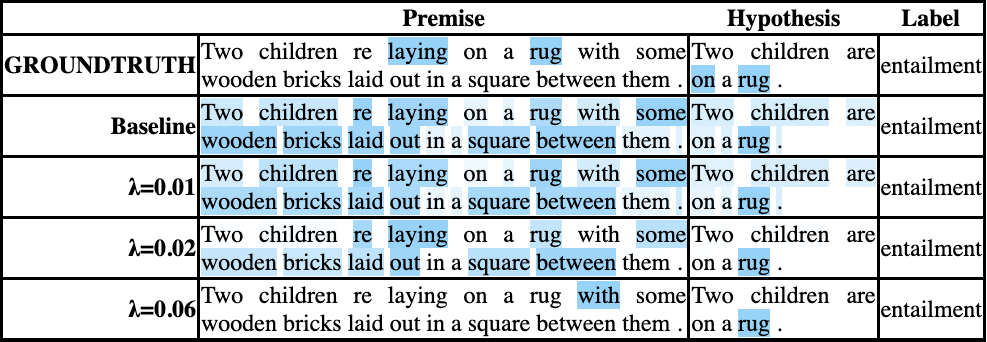 Premise Hypothesis Label
GROUNDTRUTH Two children re laying on a rug with some wooden bricks laid out in a square between them . Two children are on a rug . entailment
Baseline Two children re laying on a rug with some wooden bricks laid out in a square between them . Two children are on a rug . entailment
λ=0.01 Two children re laying on a rug with some wooden bricks laid out in a square between them . Two children are on a rug . entailment
λ=0.02 Two children re laying on a rug with some wooden bricks laid out in a square between them . Two children are on a rug . entailment
λ=0.06 Two children re laying on a rug with some wooden bricks laid out in a square between them . Two children are on a rug . entailment